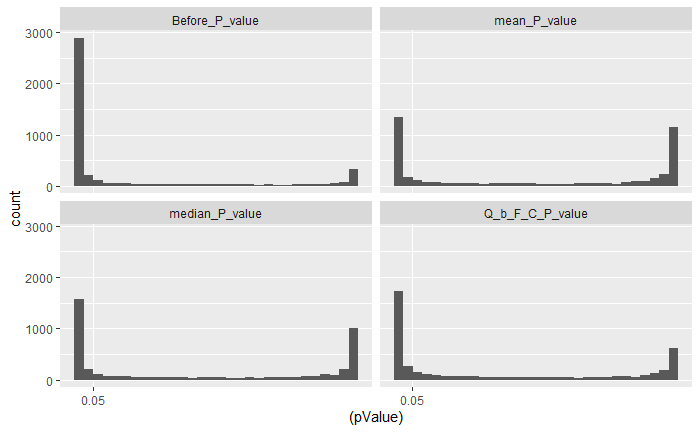 Before_P_value
mean_P_value
3000
2000
1000
0
median_P_value
Q_b_F_C_P_value
3000
2000
1000
0
count
0.05
0.05
(pValue)